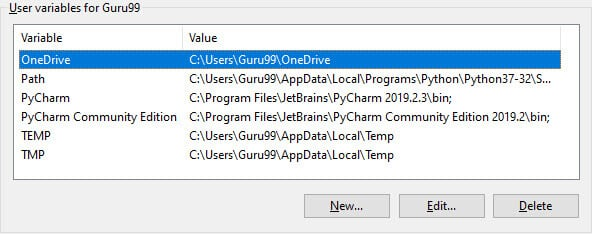 User variables for Guru99
Variable Value
OneDrive C:\Users\Guru99\OneDrive
Path C:\Users\Guru99\AppData\Local\Programs\Python\Python37-32\S...
PyCharm C:\Program Files\JetBrains\PyCharm 2019.2.3\bin;
PyCharm Community Edition C:\Program Files\JetBrains\PyCharm Community Edition 2019.2\bin;
TEMP C:\Users\Guru99\AppData\Local\Temp
TMP C:\Users\Guru99\AppData\Local\Temp
New... Edit... Delete